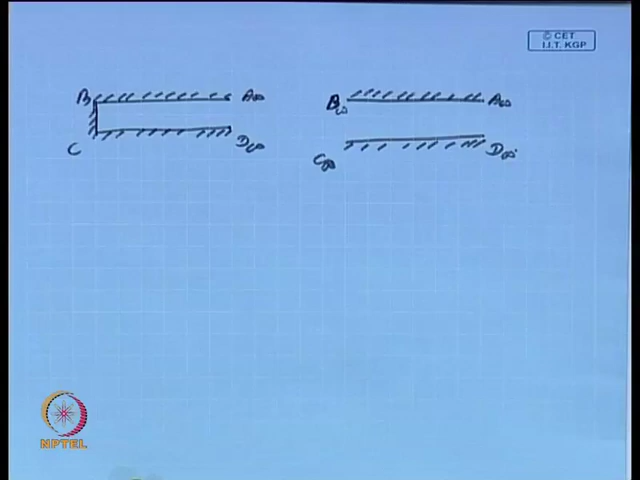 © CET
I.I.T. KGP
B A∞ B∞ A∞
C D∞ C∞ D∞
NPTEL